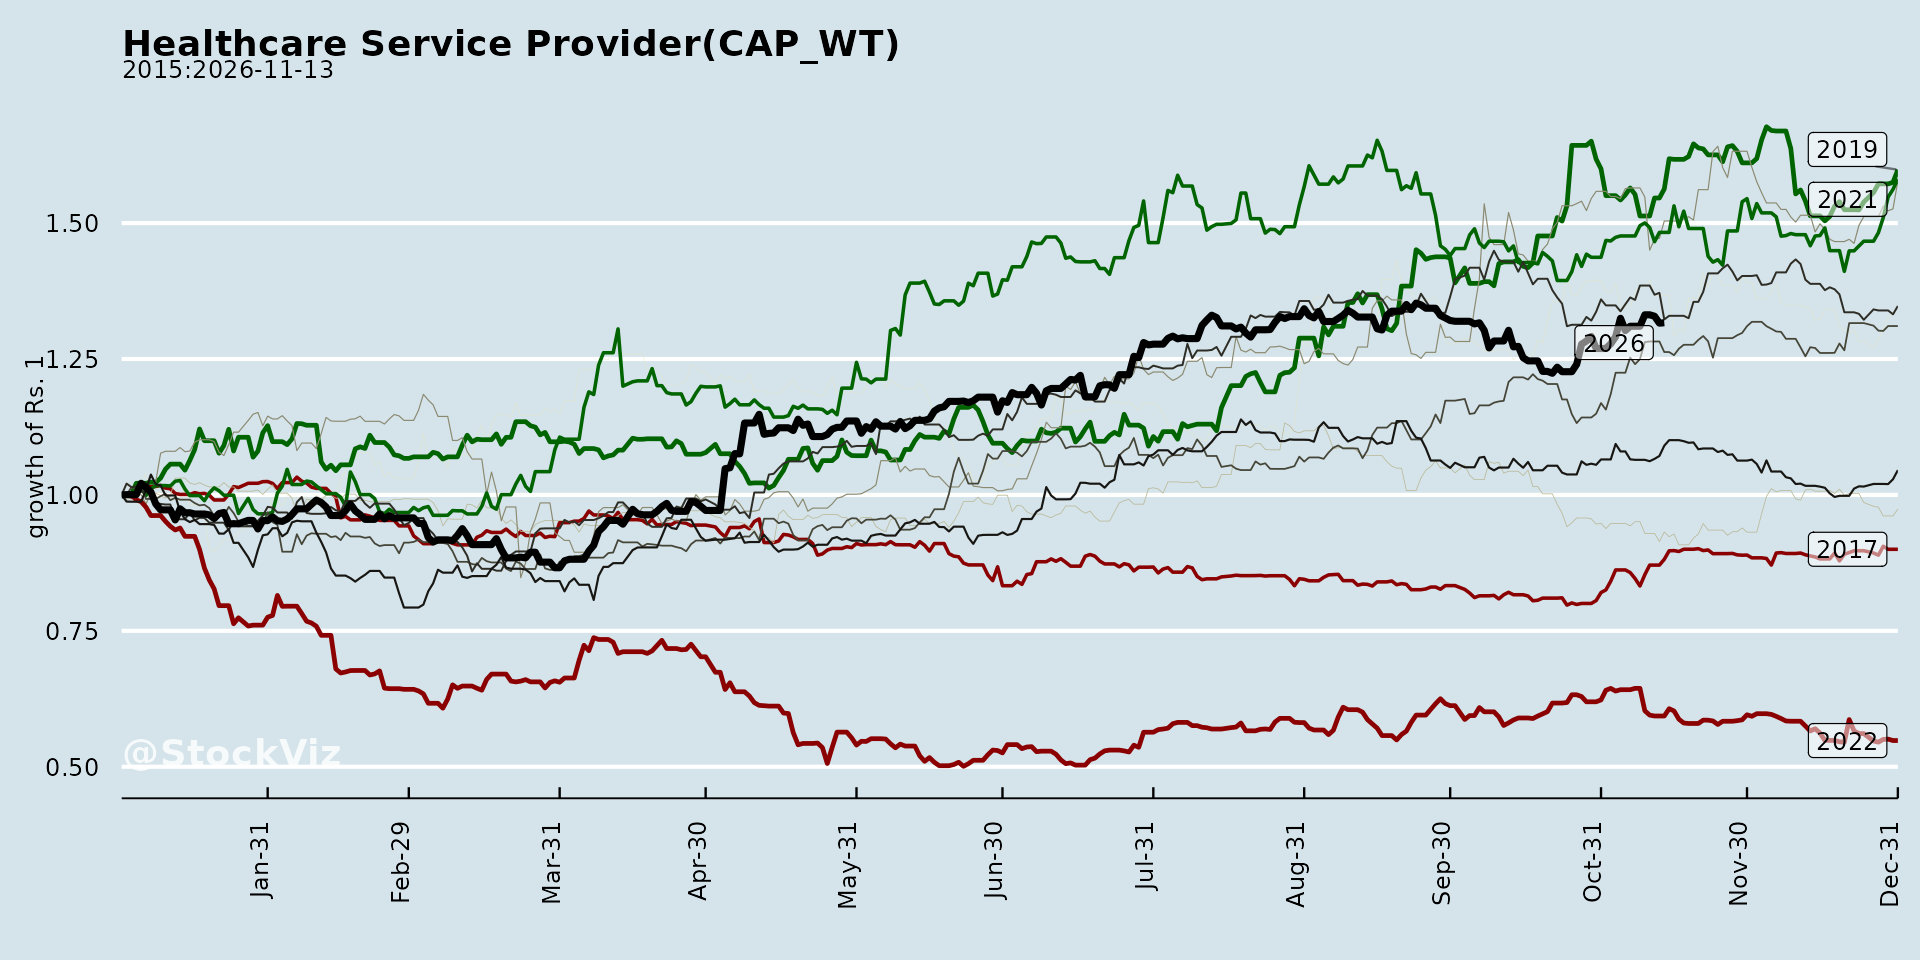 Healthcare Service Provider(CAP_WT)
2015:2026-11-13
growth of Rs. 1
1.50
1.25
1.00
0.75
0.50
2019
2021
2026
2017
2022
@StockViz
Jan-31
Feb-29
Mar-31
Apr-30
May-31
Jun-30
Jul-31
Aug-31
Sep-30
Oct-31
Nov-30
Dec-31